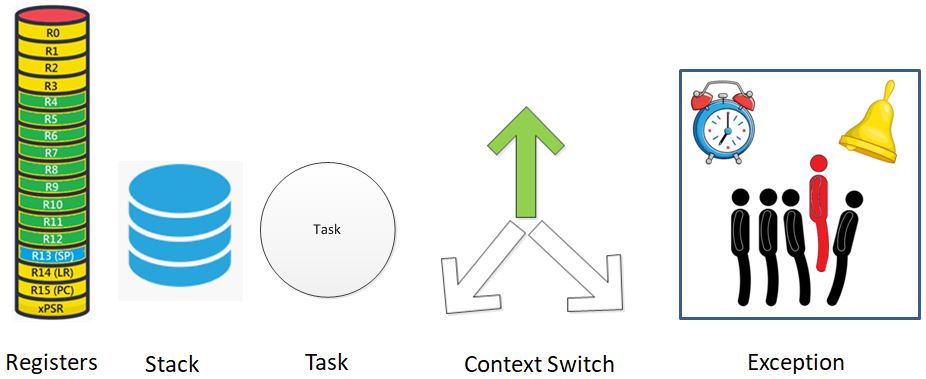 R0
R1
R2
R3
R4
R5
R6
R7
R8
R9
R10
R11
R12
R13 (SP)
R14 (LR)
R15 (PC)
xPSR
Task
Registers
Stack
Task
Context Switch
Exception